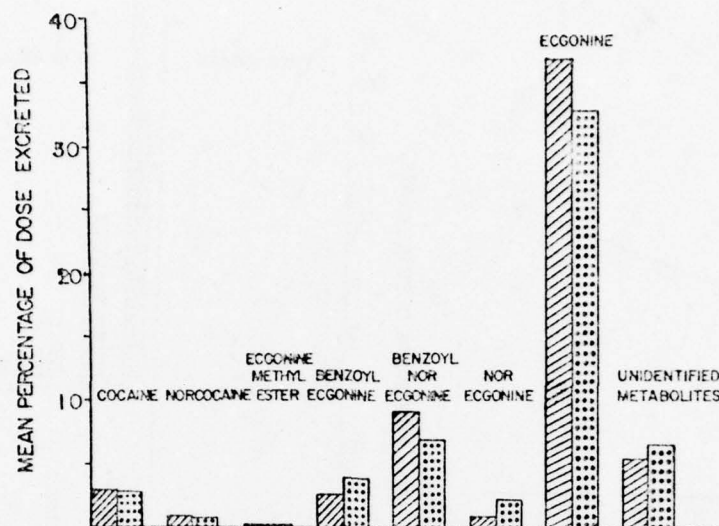 MEAN PERCENTAGE OF DOSE EXCRETED
40
30
20
10
COCAINE
NORCOCAINE
ECGONINE
METHYL
ESTER
BENZOYL
ECGONINE
BENZOYL
NOR
ECGONINE
NOR
ECGONINE
ECGONINE
UNIDENTIFIED
METABOLITES